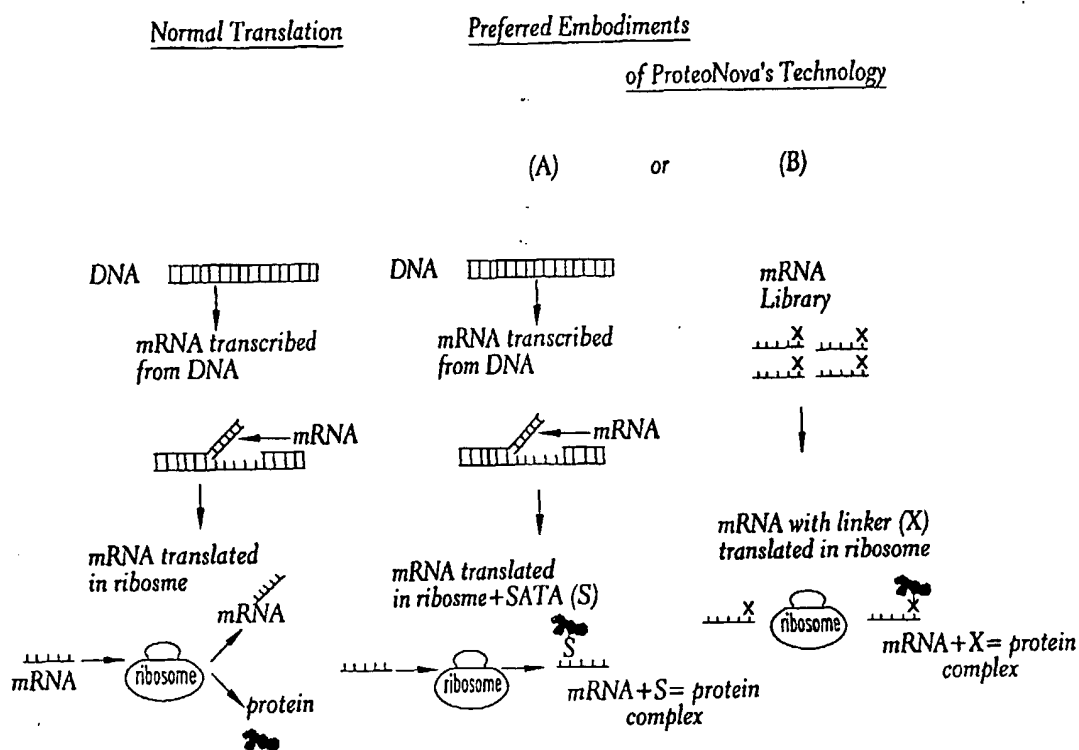 Normal Translation
Preferred Embodiments
of ProteoNova's Technology
(A) or (B)
DNA
mRNA transcribed
from DNA
mRNA
mRNA translated
in ribosme
mRNA
mRNA
ribosome
protein
DNA
mRNA transcribed
from DNA
mRNA
mRNA translated
in ribosme+SATA (S)
S
ribosome
mRNA+S= protein
complex
mRNA
Library
X X
X X
mRNA with linker (X)
translated in ribosome
X
ribosome
X
mRNA+X= protein
complex